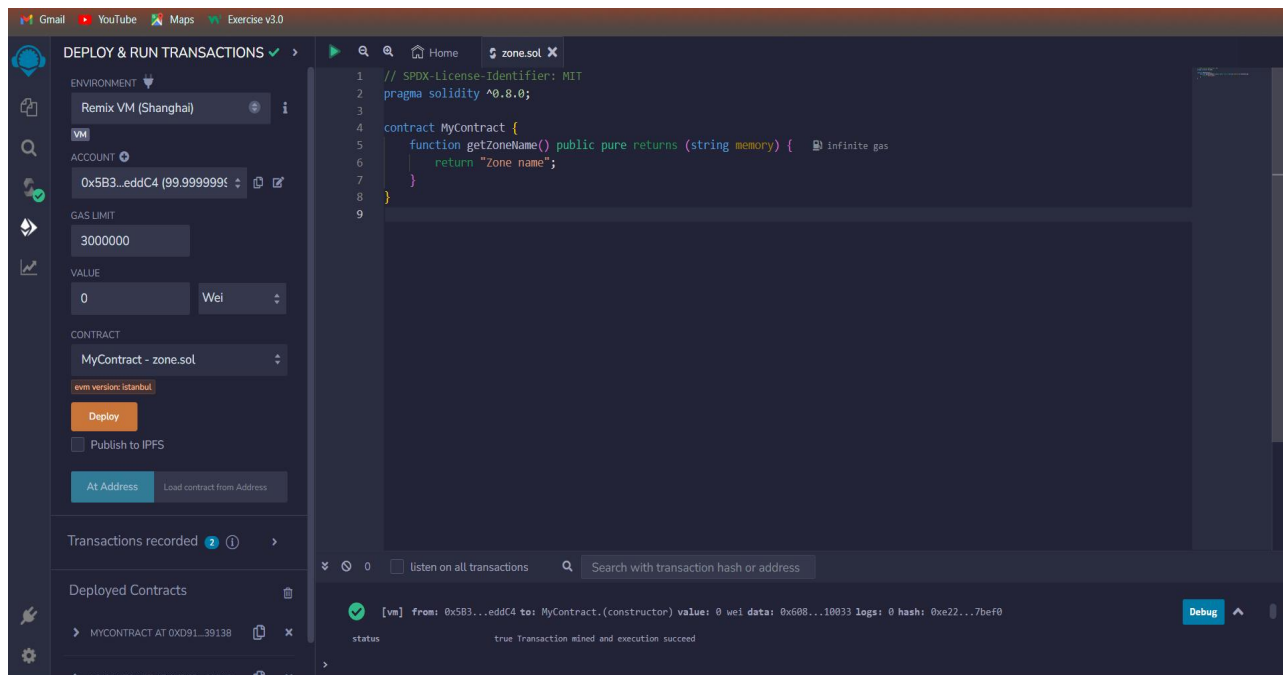 Gmail YouTube Maps Exercise v3.0
DEPLOY & RUN TRANSACTIONS
ENVIRONMENT
Remix VM (Shanghai)
VM
ACCOUNT
0x5B3...eddC4 (99.9999999
GAS LIMIT
3000000
VALUE
0 Wei
CONTRACT
MyContract - zone.sol
evm version: istanbul
Deploy
Publish to IPFS
At Address Load contract from Address
Transactions recorded 2
Deployed Contracts
MYCONTRACT AT 0XD91...39138
Home zone.sol
1 // SPDX-License-Identifier: MIT
2 pragma solidity ^0.8.0;
3
4 contract MyContract {
5 function getZoneName() public pure returns (string memory) { infinite gas
6 return "Zone name";
7 }
8 }
9
0 listen on all transactions Search with transaction hash or address
[vm] from: 0x5B3...eddC4 to: MyContract.(constructor) value: 0 wei data: 0x608...10033 logs: 0 hash: 0xe22...7bef0 Debug
status true Transaction mined and execution succeed
>